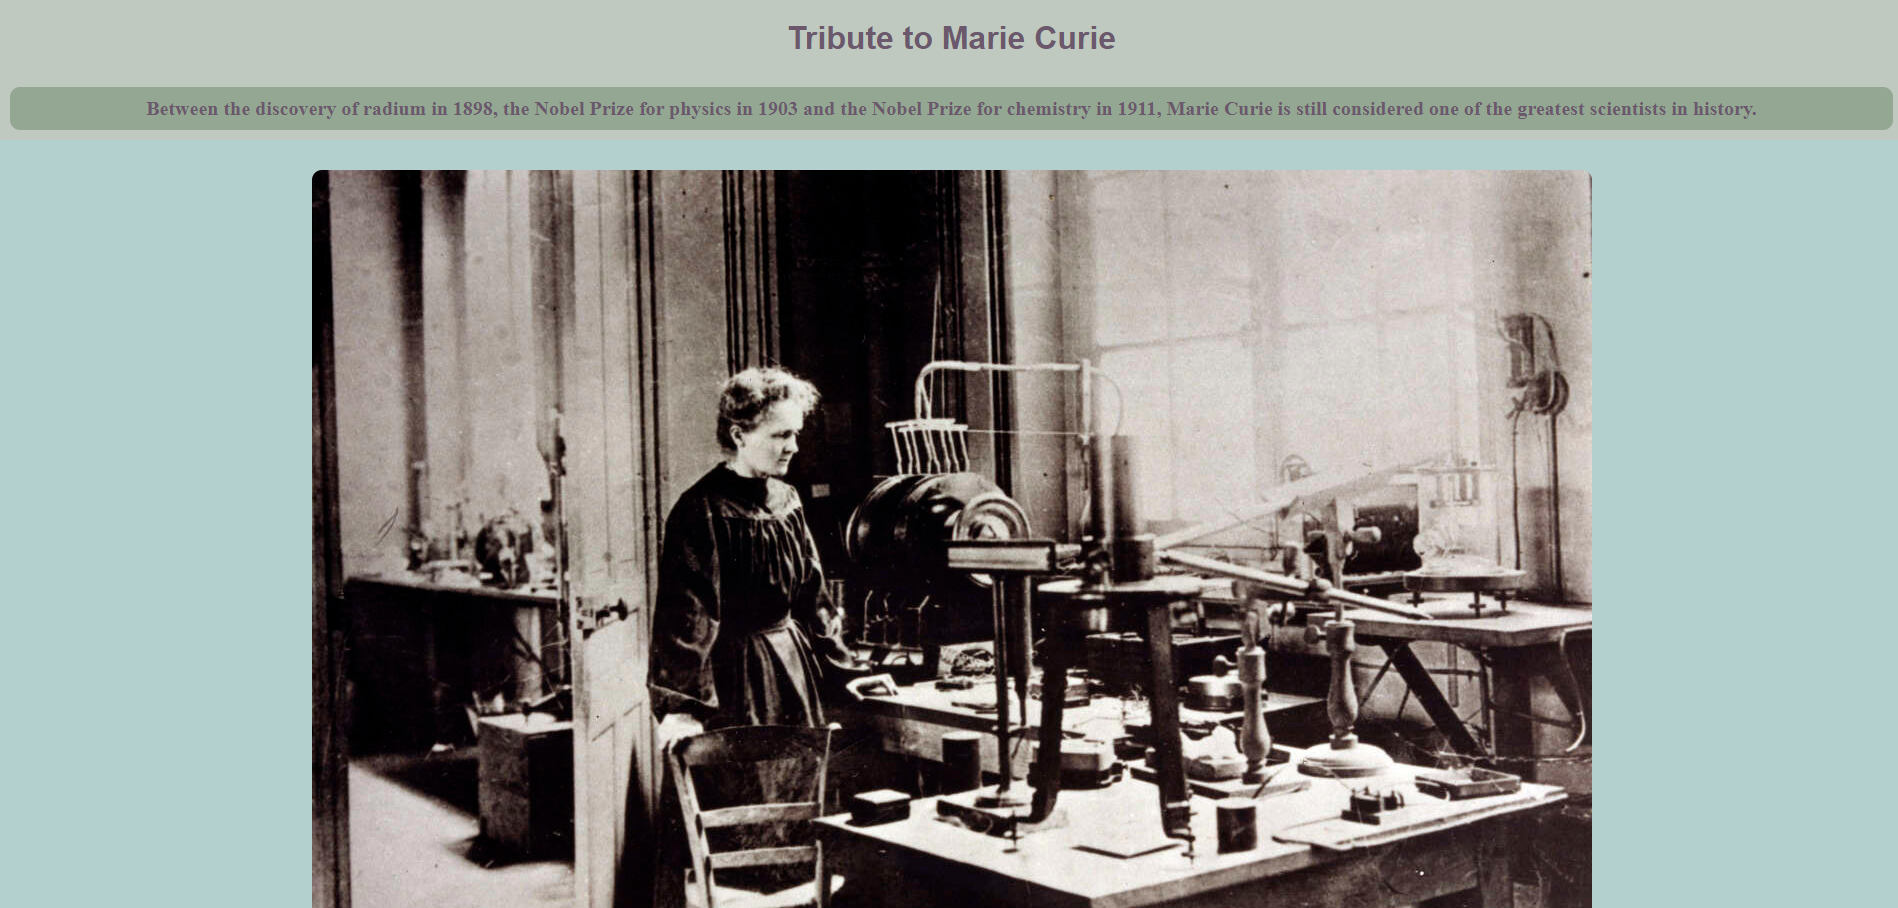 Tribute to Marie Curie
Between the discovery of radium in 1898, the Nobel Prize for physics in 1903 and the Nobel Prize for chemistry in 1911, Marie Curie is still considered one of the greatest scientists in history.